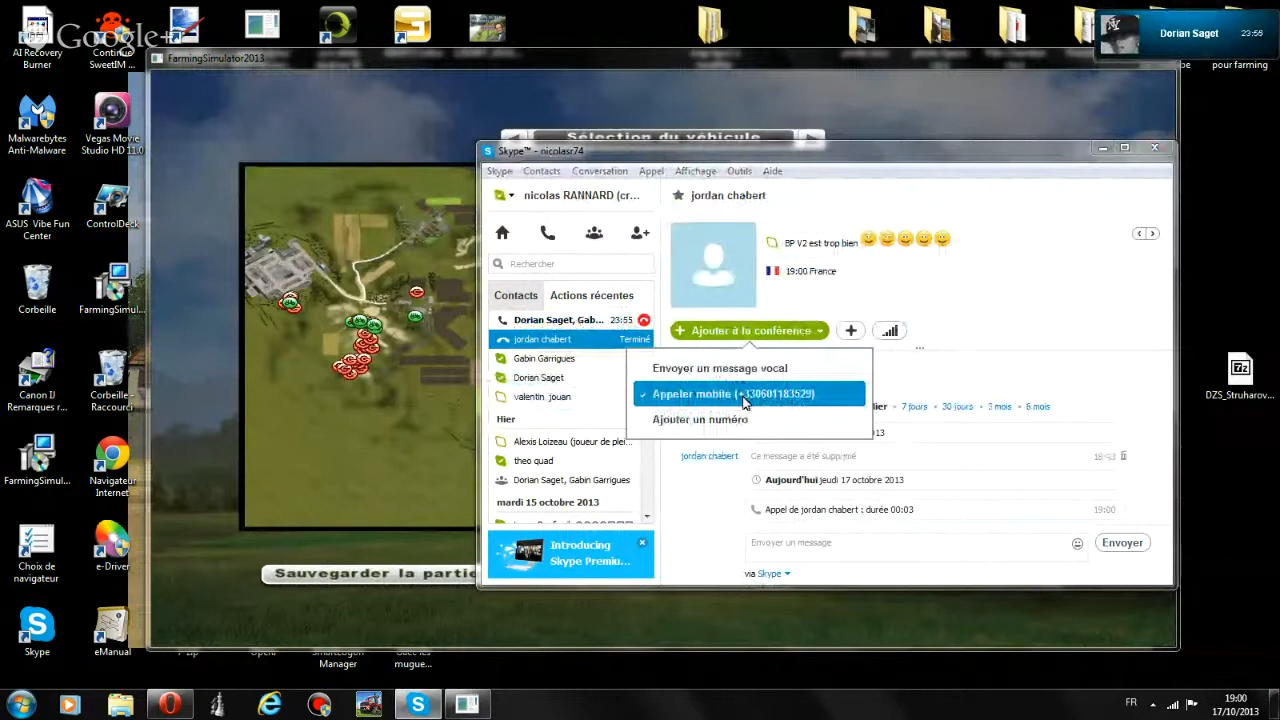 Google+
AI Recovery
Burner
Continue
SweetIM ...
Dorian Saget
23:55
pour farming
FarmingSimulator2013
Malwarebytes
Anti-Malware
Vegas Movie
Studio HD 11.0
Sélection du véhicule
Skype™ - nicolasr74
Skype
Contacts
Conversation
Appel
Affichage
Outils
Aide
nicolas RANNARD (cr...
jordan chabert
ASUS Vibe Fun
Center
ControlDeck
BP V2 est trop bien
19:00 France
Rechercher
Contacts
Actions récentes
Corbeille
FarmingSimul...
Dorian Saget, Gab...
23:55
Ajouter à la conférence
jordan chabert
Terminé
Gabin Garrigues
Envoyer un message vocal
Dorian Saget
Appeler mobile (+330601183529)
valentin. jouan
Ajouter un numéro
7 jours
30 jours
3 mois
6 mois
Canon IJ
Remarques r...
Corbeille -
Raccourci
DZS_Struharov...
Hier
Alexis Loizeau (joueur de plei...
jordan chabert
Ce message a été supprimé
theo quad
Dorian Saget, Gabin Garrigues
Aujourd'hui jeudi 17 octobre 2013
FarmingSimu...
Navigateur
Internet
mardi 15 octobre 2013
Appel de jordan chabert : durée 00:03
19:00
Introducing
Skype Premiu...
Envoyer un message
Envoyer
Sauvegarder la partie
via Skype
Choix de
navigateur
e-Driver
Skype
eManual
Manager
mugue...
FR
19:00
17/10/2013